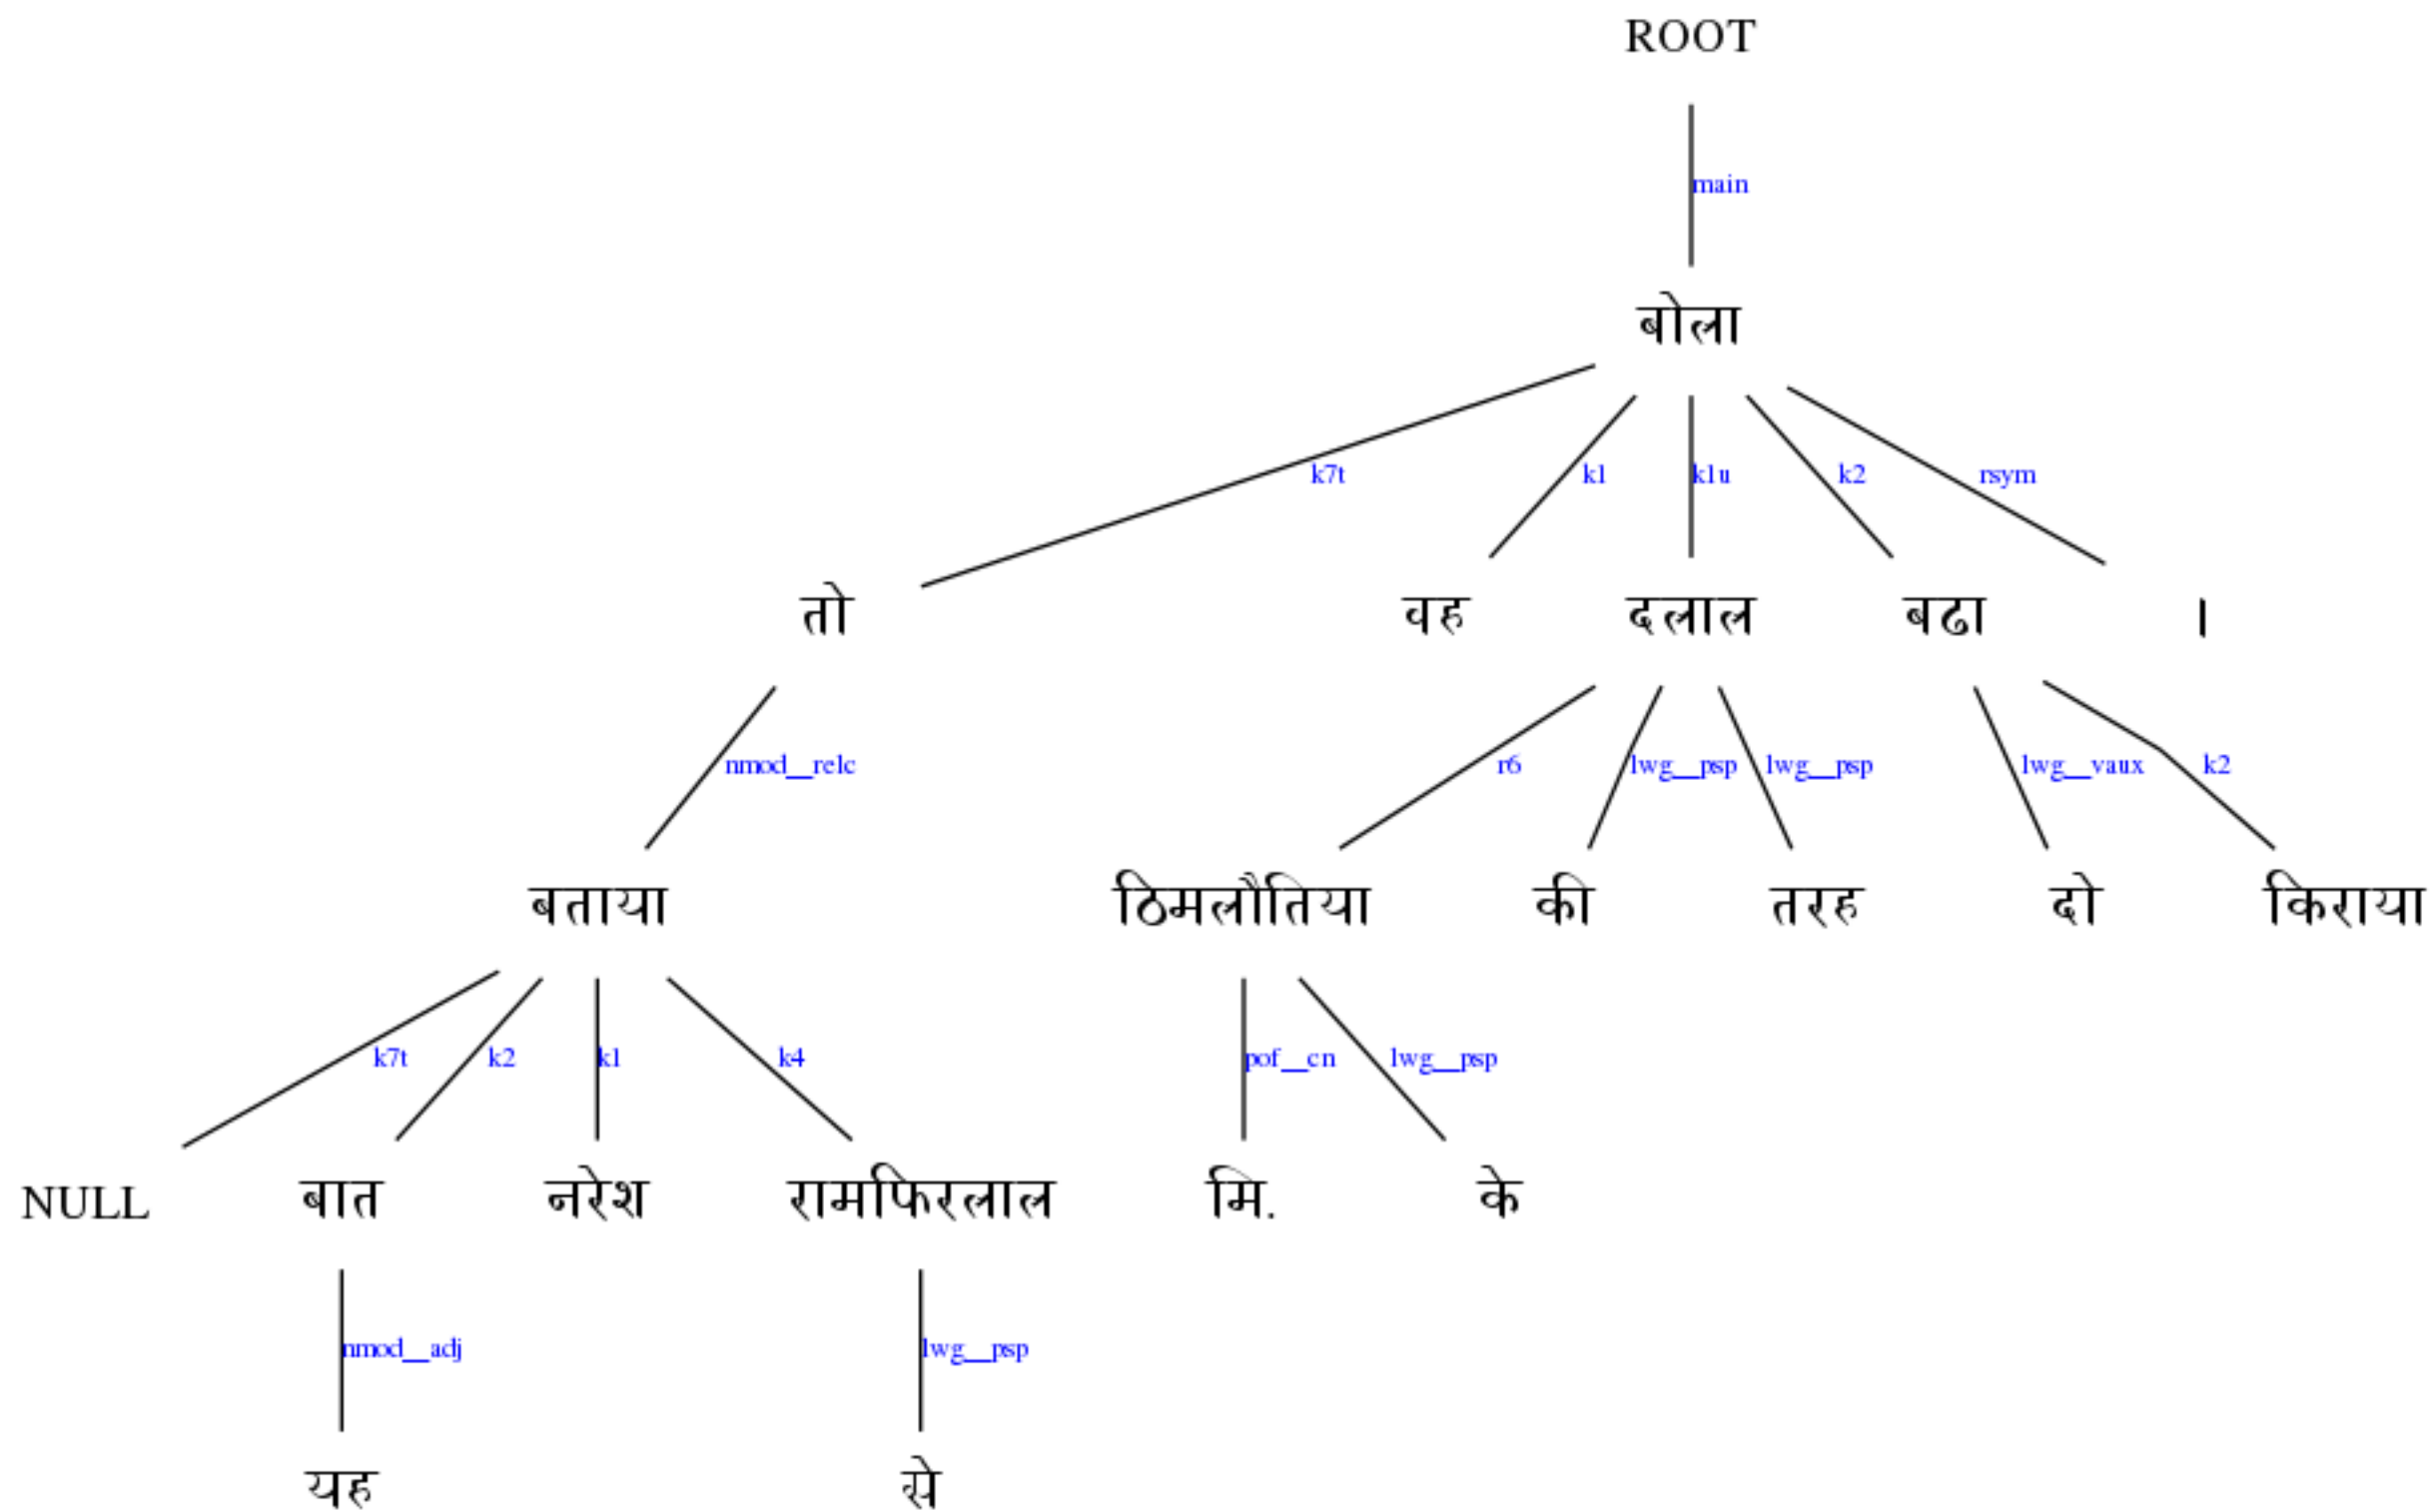 ROOT
main
बोला
k7t k1 k1u k2 rsym
तो वह दलाल बढा ।
nmod__relc r6 lwg__psp lwg__psp lwg__vaux k2
बताया ठिमलौतिया की तरह दो किराया
k7t k2 k1 k4 pof__cn lwg__psp
NULL बात नरेश रामफिरलाल मि. के
nmod__adj lwg__psp
यह से